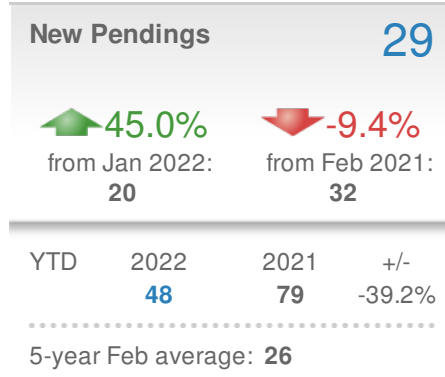 New Pendings 29
45.0% -9.4%
from Jan 2022: from Feb 2021:
20 32
YTD 2022 2021 +/-
48 79 -39.2%
5-year Feb average: 26